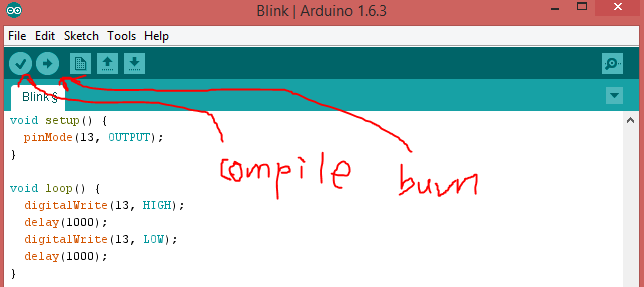 Blink | Arduino 1.6.3
File Edit Sketch Tools Help
Blink §
void setup() {
  pinMode(13, OUTPUT);
}
void loop() {
  digitalWrite(13, HIGH);
  delay(1000);
  digitalWrite(13, LOW);
  delay(1000);
}
compile
burn